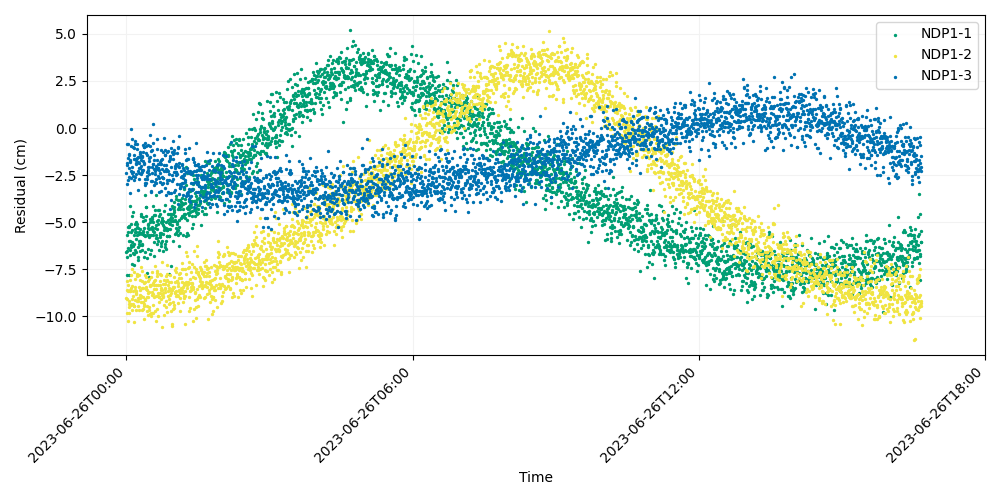 5.0
2.5
0.0
−2.5
−5.0
−7.5
−10.0
Residual (cm)
NDP1-1
NDP1-2
NDP1-3
2023-06-26T00:00
2023-06-26T06:00
2023-06-26T12:00
2023-06-26T18:00
Time